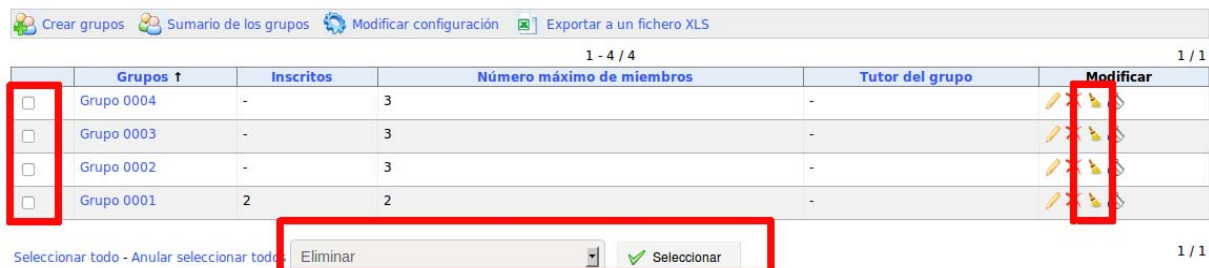 Crear grupos Sumario de los grupos Modificar configuración Exportar a un fichero XLS
1 - 4 / 4 1 / 1
Grupos ↑ Inscritos Número máximo de miembros Tutor del grupo Modificar
Grupo 0004 - 3 -
Grupo 0003 - 3 -
Grupo 0002 - 3 -
Grupo 0001 2 2 -
Seleccionar todo - Anular seleccionar todos Eliminar Seleccionar 1 / 1